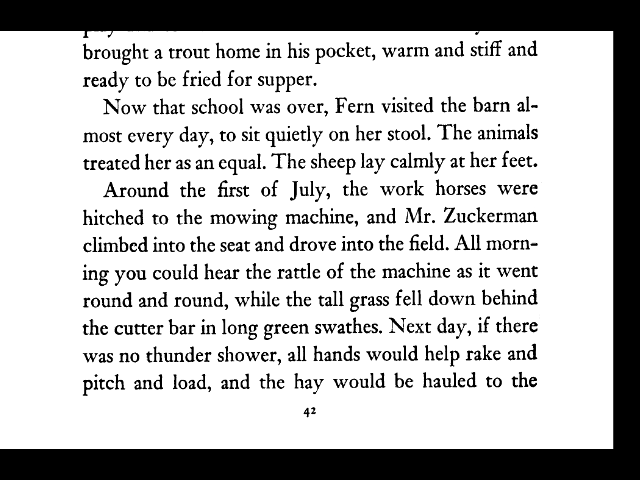 brought a trout home in his pocket, warm and stiff and
ready to be fried for supper.
Now that school was over, Fern visited the barn al-
most every day, to sit quietly on her stool. The animals
treated her as an equal. The sheep lay calmly at her feet.
Around the first of July, the work horses were
hitched to the mowing machine, and Mr. Zuckerman
climbed into the seat and drove into the field. All morn-
ing you could hear the rattle of the machine as it went
round and round, while the tall grass fell down behind
the cutter bar in long green swathes. Next day, if there
was no thunder shower, all hands would help rake and
pitch and load, and the hay would be hauled to the
42